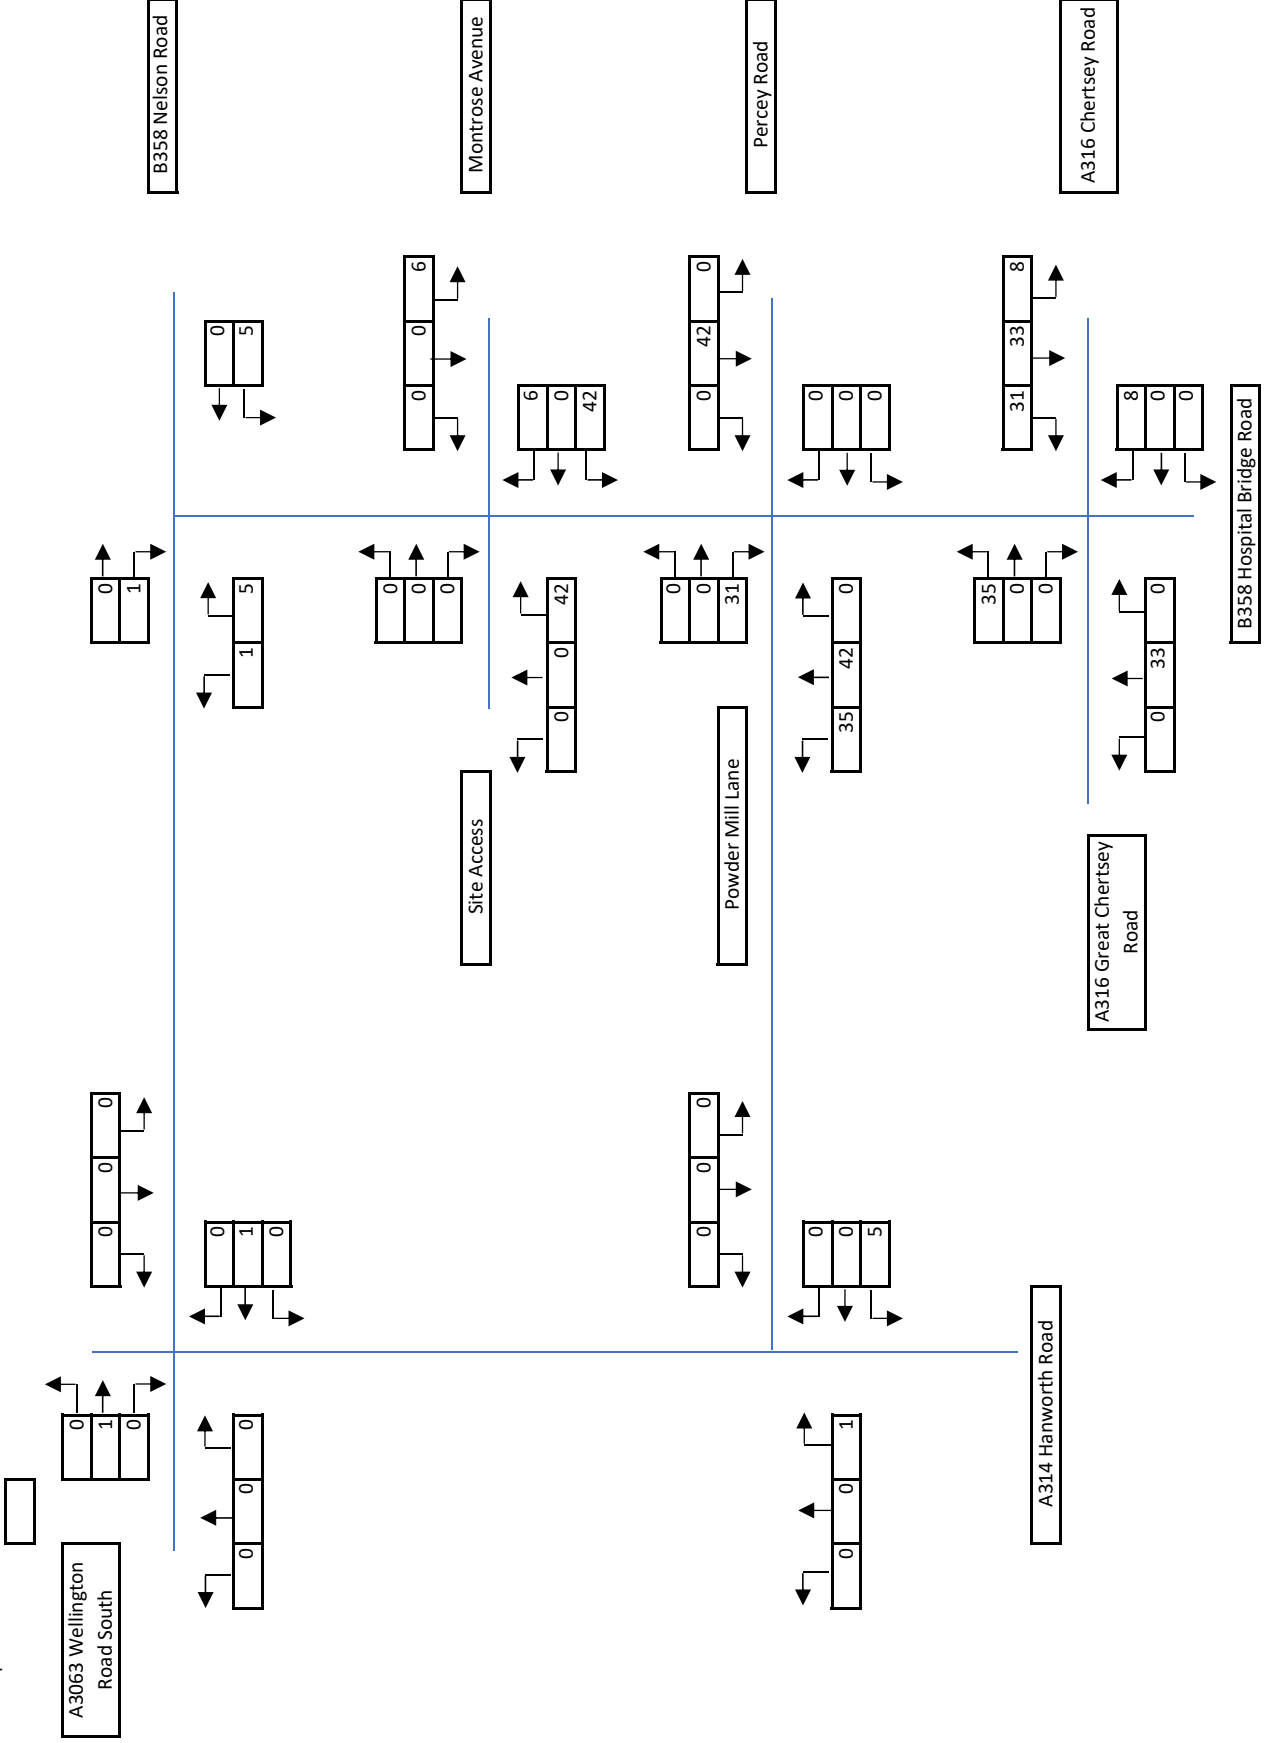 A3063 Wellington
Road South
0
1
0
0 0 0
0
1
B358 Nelson Road
0 0 0
0
1
0
1 5
0
5
0
0
0
0 0 6
Site Access
Montrose Avenue
0 0 42
6
0
42
0 0 0
0
0
31
0 42 0
Powder Mill Lane
Percey Road
0 0 1
0
0
5
35 42 0
0
0
0
A314 Hanworth Road
35
0
0
31 33 8
A316 Great Chertsey
Road
A316 Chertsey Road
0 33 0
8
0
0
B358 Hospital Bridge Road